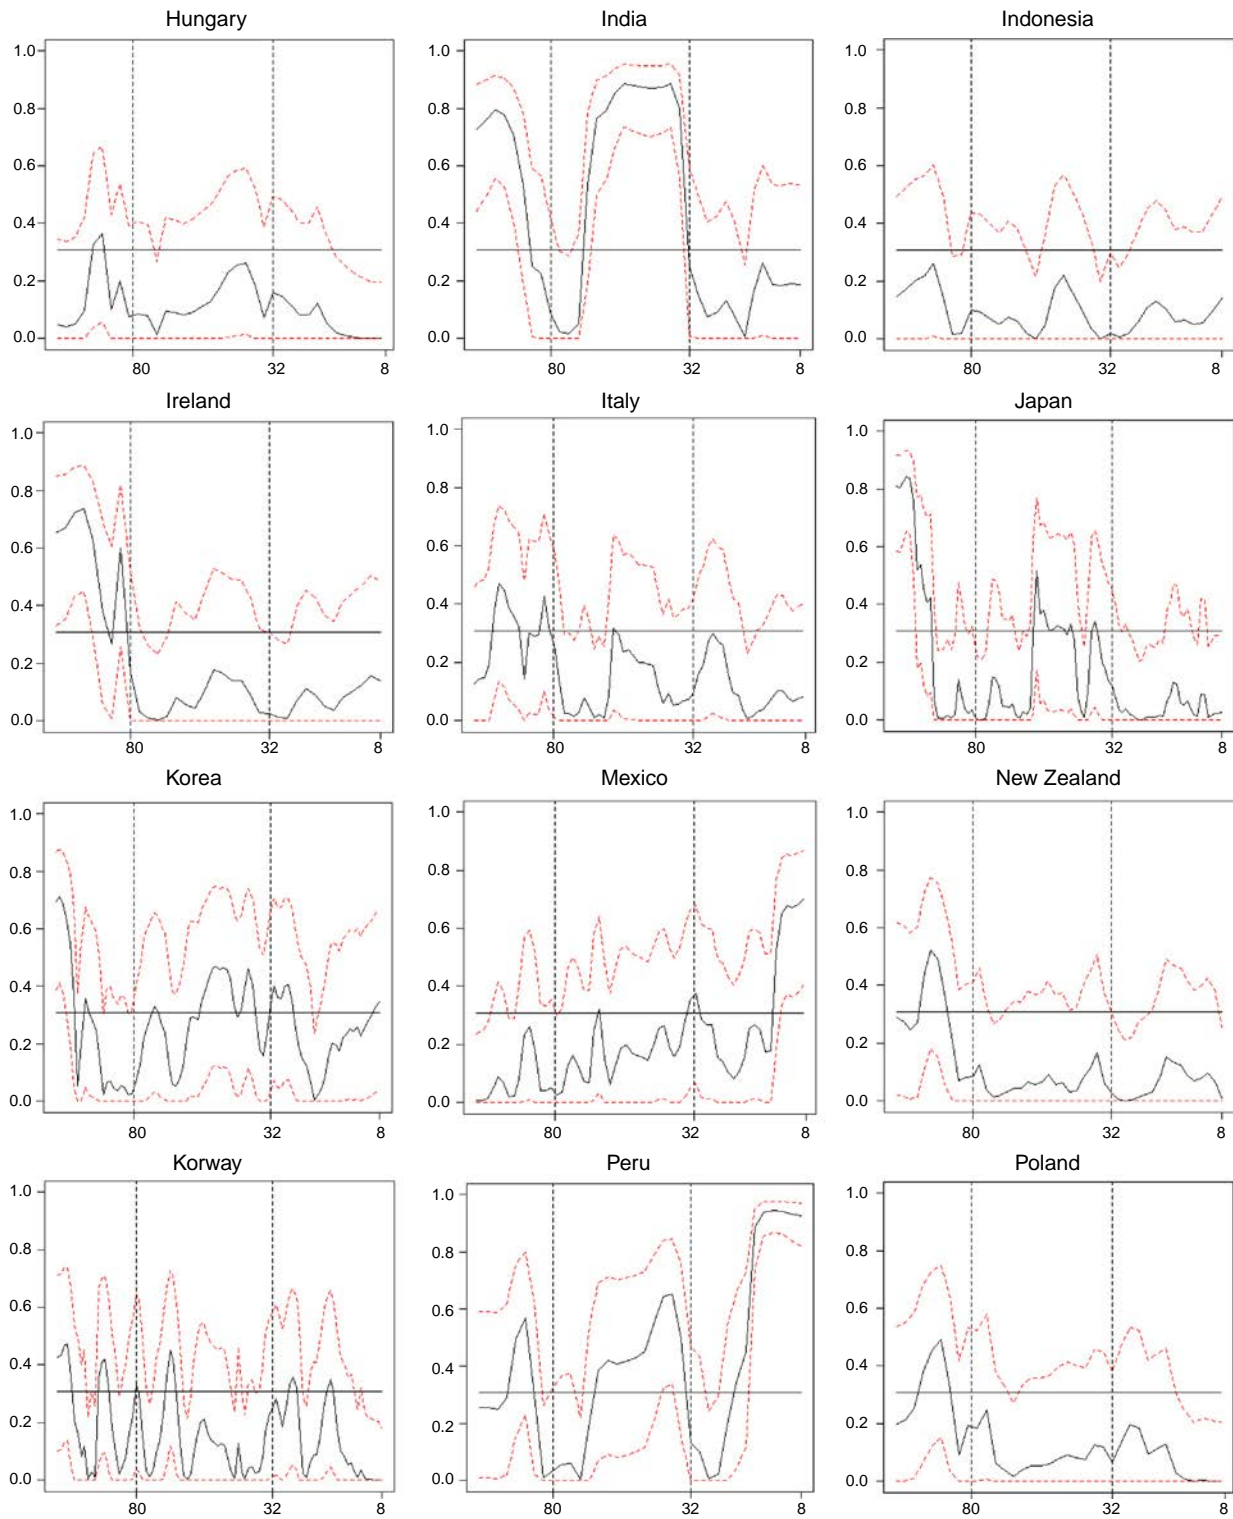 Hungary India Indonesia
1.0 1.0 1.0
0.8 0.8 0.8
0.6 0.6 0.6
0.4 0.4 0.4
0.2 0.2 0.2
0.0 0.0 0.0
80 32 8 80 32 8 80 32 8
Ireland Italy Japan
1.0 1.0 1.0
0.8 0.8 0.8
0.6 0.6 0.6
0.4 0.4 0.4
0.2 0.2 0.2
0.0 0.0 0.0
80 32 8 80 32 8 80 32 8
Korea Mexico New Zealand
1.0 1.0 1.0
0.8 0.8 0.8
0.6 0.6 0.6
0.4 0.4 0.4
0.2 0.2 0.2
0.0 0.0 0.0
80 32 8 80 32 8 80 32 8
Korway Peru Poland
1.0 1.0 1.0
0.8 0.8 0.8
0.6 0.6 0.6
0.4 0.4 0.4
0.2 0.2 0.2
0.0 0.0 0.0
80 32 8 80 32 8 80 32 8